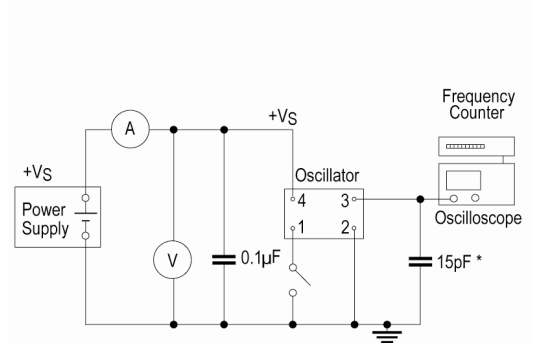 Frequency
Counter
+VS
A
+VS
Oscillator
Power
Supply
4
3
Oscilloscope
1
2
V
0.1µF
15pF *